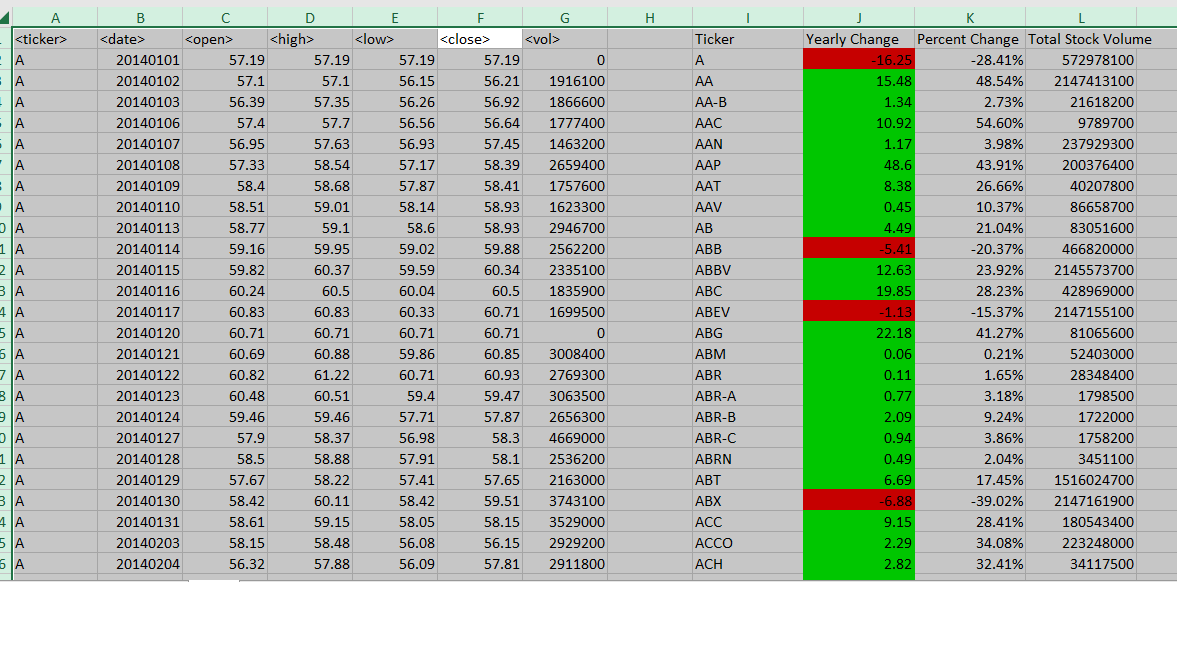 A B C D E F G H I J K L
<ticker> <date> <open> <high> <low> <close> <vol> Ticker Yearly Change Percent Change Total Stock Volume
A 20140101 57.19 57.19 57.19 57.19 0 A -16.25 -28.41% 572978100
A 20140102 57.1 57.1 56.15 56.21 1916100 AA 15.48 48.54% 2147413100
A 20140103 56.39 57.35 56.26 56.92 1866600 AA-B 1.34 2.73% 21618200
A 20140106 57.4 57.7 56.56 56.64 1777400 AAC 10.92 54.60% 9789700
A 20140107 56.95 57.63 56.93 57.45 1463200 AAN 1.17 3.98% 237929300
A 20140108 57.33 58.54 57.17 58.39 2659400 AAP 48.6 43.91% 200376400
A 20140109 58.4 58.68 57.87 58.41 1757600 AAT 8.38 26.66% 40207800
A 20140110 58.51 59.01 58.14 58.93 1623300 AAV 0.45 10.37% 86658700
A 20140113 58.77 59.1 58.6 58.93 2946700 AB 4.49 21.04% 83051600
A 20140114 59.16 59.95 59.02 59.88 2562200 ABB -5.41 -20.37% 466820000
A 20140115 59.82 60.37 59.59 60.34 2335100 ABBV 12.63 23.92% 2145573700
A 20140116 60.24 60.5 60.04 60.5 1835900 ABC 19.85 28.23% 428969000
A 20140117 60.83 60.83 60.33 60.71 1699500 ABEV -1.13 -15.37% 2147155100
A 20140120 60.71 60.71 60.71 60.71 0 ABG 22.18 41.27% 81065600
A 20140121 60.69 60.88 59.86 60.85 3008400 ABM 0.06 0.21% 52403000
A 20140122 60.82 61.22 60.71 60.93 2769300 ABR 0.11 1.65% 28348400
A 20140123 60.48 60.51 59.4 59.47 3063500 ABR-A 0.77 3.18% 1798500
A 20140124 59.46 59.46 57.71 57.87 2656300 ABR-B 2.09 9.24% 1722000
A 20140127 57.9 58.37 56.98 58.3 4669000 ABR-C 0.94 3.86% 1758200
A 20140128 58.5 58.88 57.91 58.1 2536200 ABRN 0.49 2.04% 3451100
A 20140129 57.67 58.22 57.41 57.65 2163000 ABT 6.69 17.45% 1516024700
A 20140130 58.42 60.11 58.42 59.51 3743100 ABX -6.88 -39.02% 2147161900
A 20140131 58.61 59.15 58.05 58.15 3529000 ACC 9.15 28.41% 180543400
A 20140203 58.15 58.48 56.08 56.15 2929200 ACCO 2.29 34.08% 223248000
A 20140204 56.32 57.88 56.09 57.81 2911800 ACH 2.82 32.41% 34117500